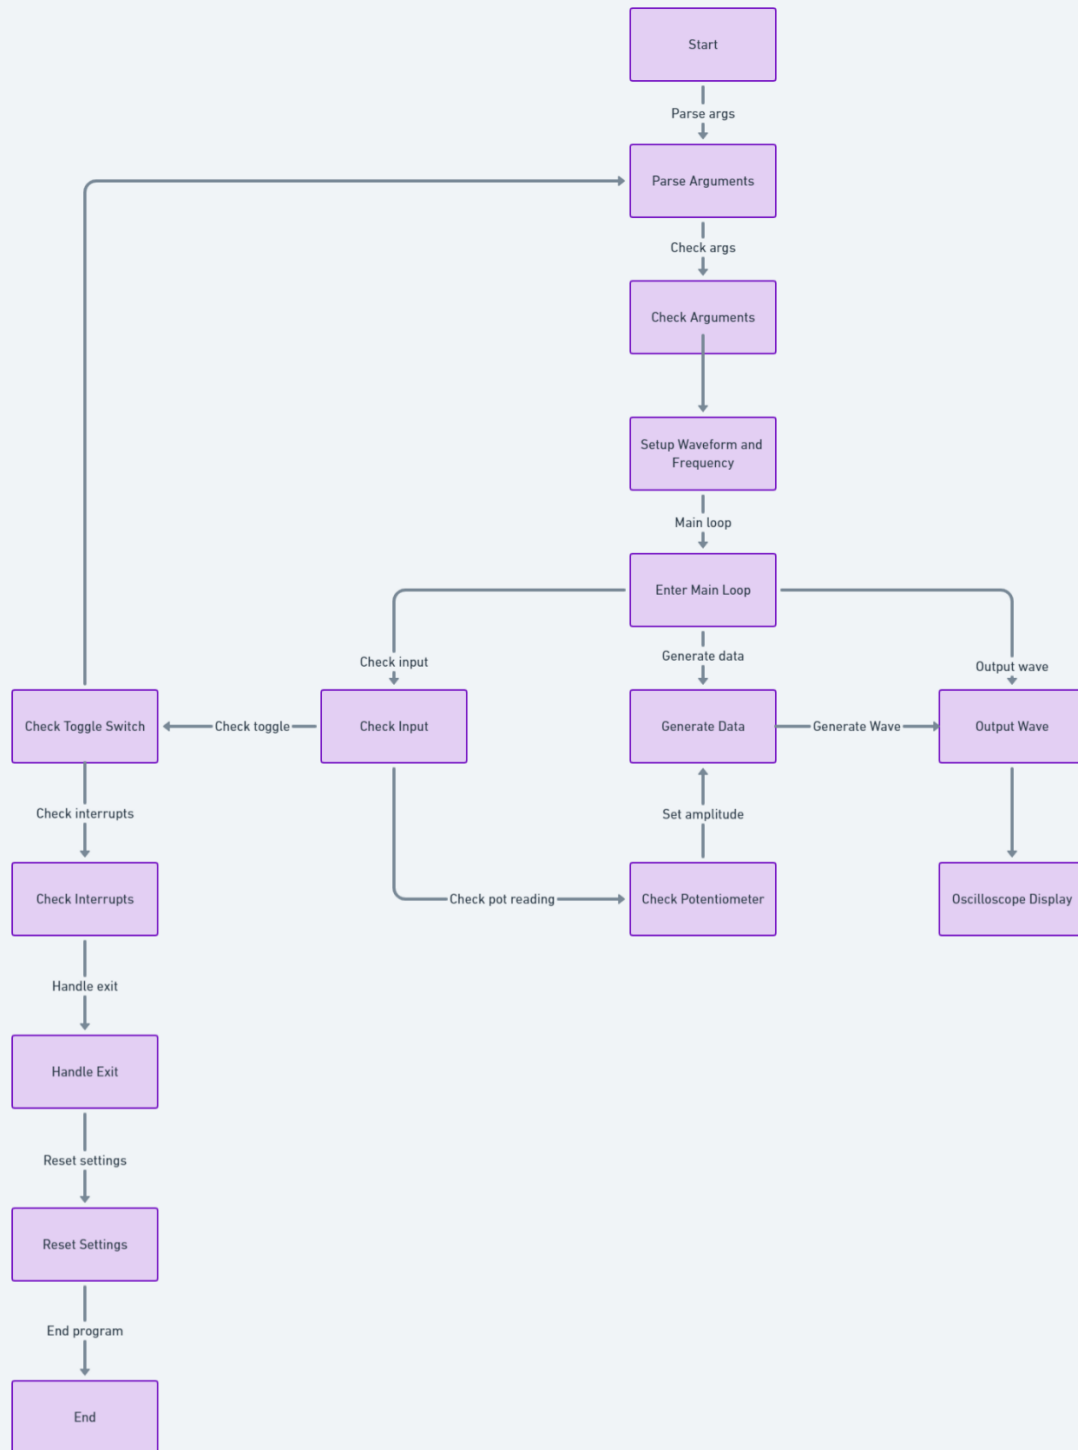 Start
Parse args
Parse Arguments
Check args
Check Arguments
Setup Waveform and
Frequency
Main loop
Enter Main Loop
Check input
Generate data
Output wave
Check Toggle Switch
Check toggle
Check Input
Generate Data
Generate Wave
Output Wave
Check interrupts
Set amplitude
Check Interrupts
Check pot reading
Check Potentiometer
Oscilloscope Display
Handle exit
Handle Exit
Reset settings
Reset Settings
End program
End